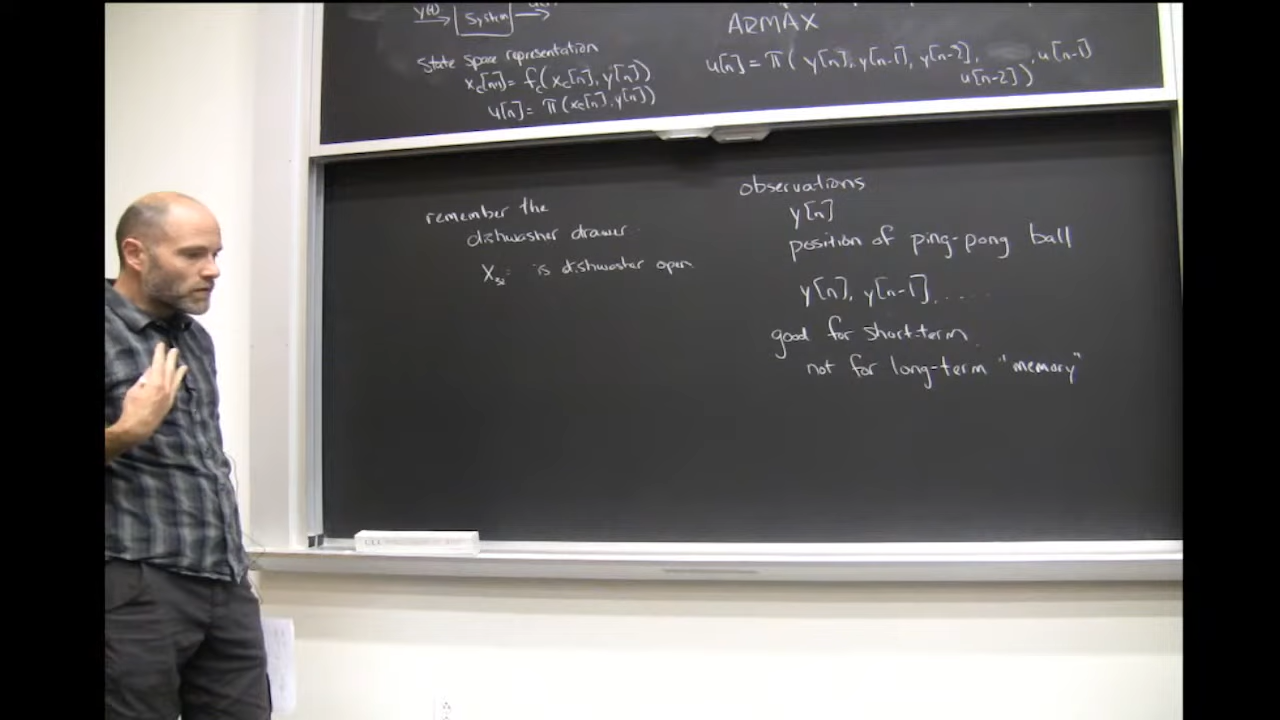 y(t)
System
State space representation
x_c[n+1] = f_c(x_c[n], y[n])
u[n] = π(x_c[n], y[n])
ARMAX
u[n] = π( y[n], y[n-1], y[n-2], , u[n-1]
u[n-2])
remember the
dishwasher drawer
is dishwasher open
observations
y[n]
position of ping-pong ball
y[n], y[n-1], .....
good for short-term
not for long-term "memory"